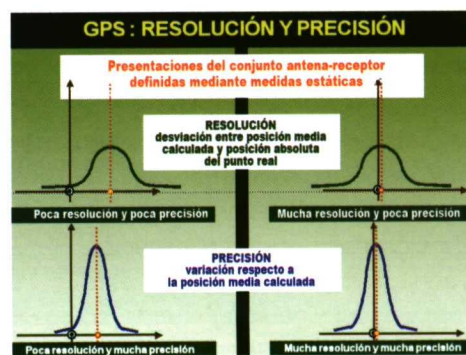 GPS : RESOLUCIÓN Y PRECISIÓN
Presentaciones del conjunto antena-receptor
definidas mediante medidas estáticas
RESOLUCIÓN
desviación entre posición media
calculada y posición absoluta
del punto real
Poca resolución y poca precisión
Mucha resolución y poca precisión
PRECISIÓN
variación respecto a
la posición media calculada
Poca resolución y mucha precisión
Mucha resolución y mucha precisión